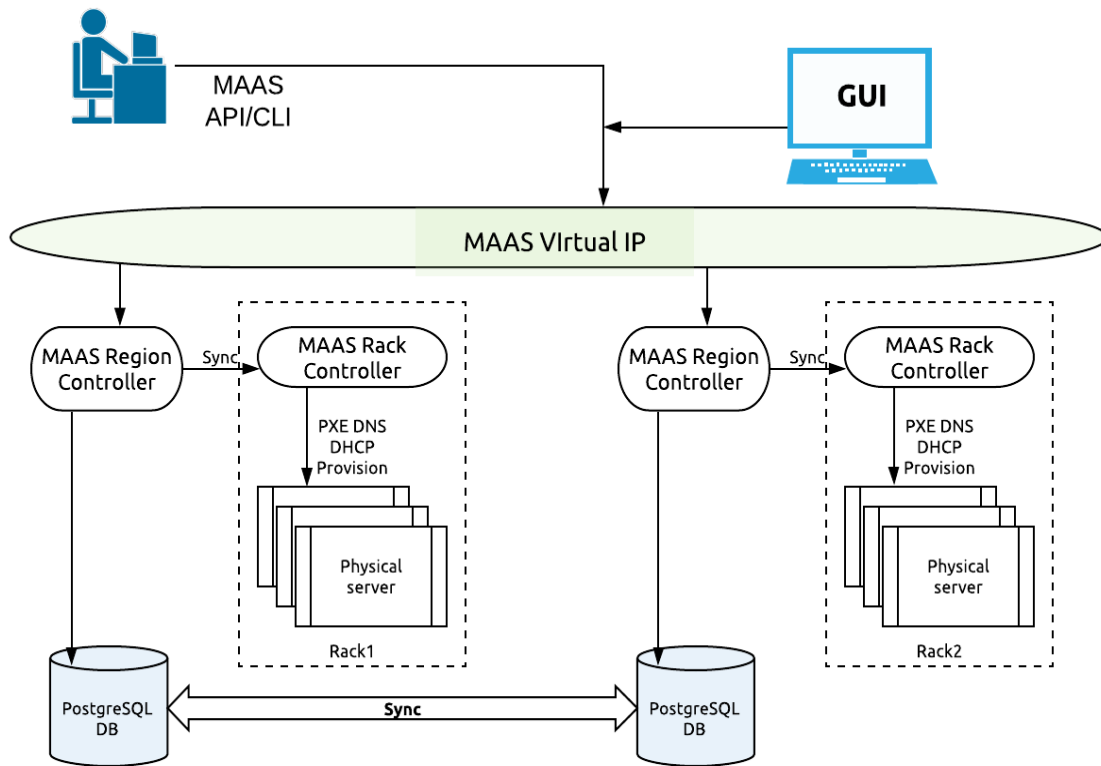 MAAS
API/CLI
GUI
MAAS VIrtual IP
MAAS Region
Controller
Sync
MAAS Rack
Controller
PXE DNS
DHCP
Provision
Physical
server
Rack1
MAAS Region
Controller
Sync
MAAS Rack
Controller
PXE DNS
DHCP
Provision
Physical
server
Rack2
PostgreSQL
DB
Sync
PostgreSQL
DB